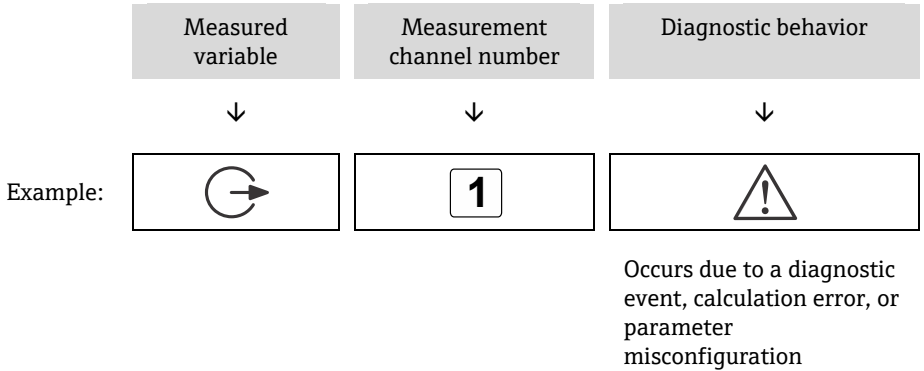 Measured
variable
Measurement
channel number
Diagnostic behavior
Example:
1
Occurs due to a diagnostic
event, calculation error, or
parameter
misconfiguration